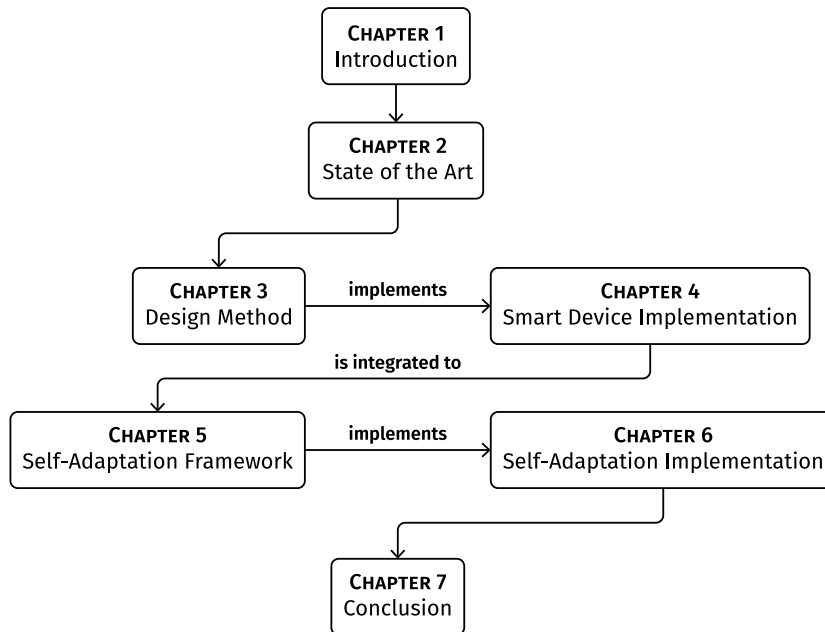 CHAPTER 1
Introduction
CHAPTER 2
State of the Art
CHAPTER 3
Design Method
implements
CHAPTER 4
Smart Device Implementation
is integrated to
CHAPTER 5
Self-Adaptation Framework
implements
CHAPTER 6
Self-Adaptation Implementation
CHAPTER 7
Conclusion